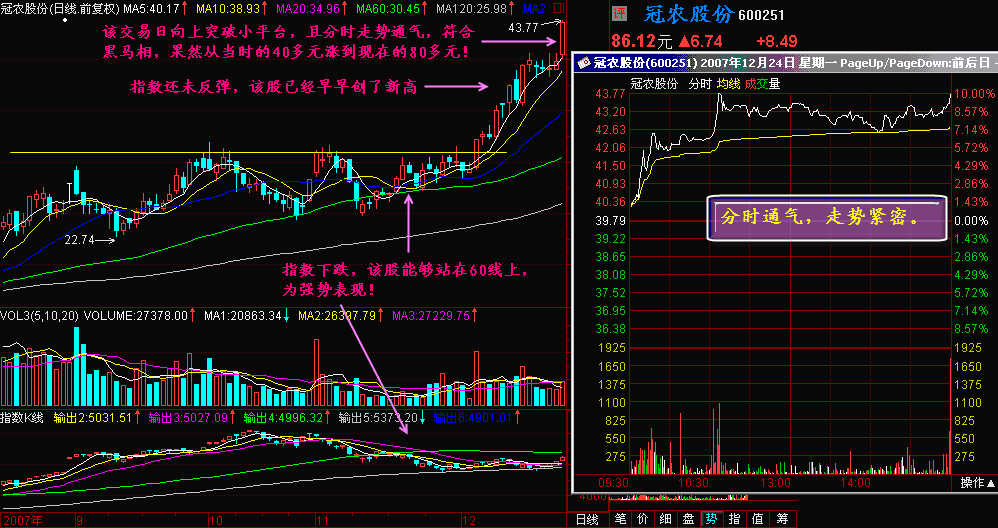 冠农股份(日线.前复权) MA5:40.17↑ MA10:38.93↑ MA20:34.96↑ MA60:30.45↑ MA120:25.98↑ MA2
43.77
该交易日向上突破小平台，且分时走势通气，符合
黑马相，果然从当时的40多元涨到现在的80多元！
指数还未反弹，该股已经早早创了新高
22.74
指数下跌，该股能够站在60线上，
为强势表现！
VOL3(5,10,20) VOLUME:27378.00↑ MA1:20863.34↓ MA2:26397.79↑ MA3:27229.75↑
指数K线 输出2:5031.51↑ 输出3:5027.09↑ 输出4:4996.32↑ 输出5:5373.20↓ 输出6:4901.01↑
2007年 9 10 11 12
评 冠农股份 600251
86.12元 ▲6.74 +8.49
冠农股份(600251) 2007年12月24日 星期一 PageUp/PageDown:前后日
冠农股份 分时 均线 成交量
43.77 10.00%
43.20 8.57%
42.63 7.14%
42.06 5.72%
41.50 4.29%
40.93 2.86%
40.36 1.43%
39.79 0.00%
39.22 1.43%
38.65 2.86%
38.08 4.29%
37.52 5.72%
36.95 7.14%
36.38 8.57%
分时通气，走势紧密。
1925 1925
1650 1650
1375 1375
1100 1100
825 825
550 550
275 275
09:30 10:30 13:00 14:00 操作▲
日线 笔 价 细 盘 势 指 值 筹